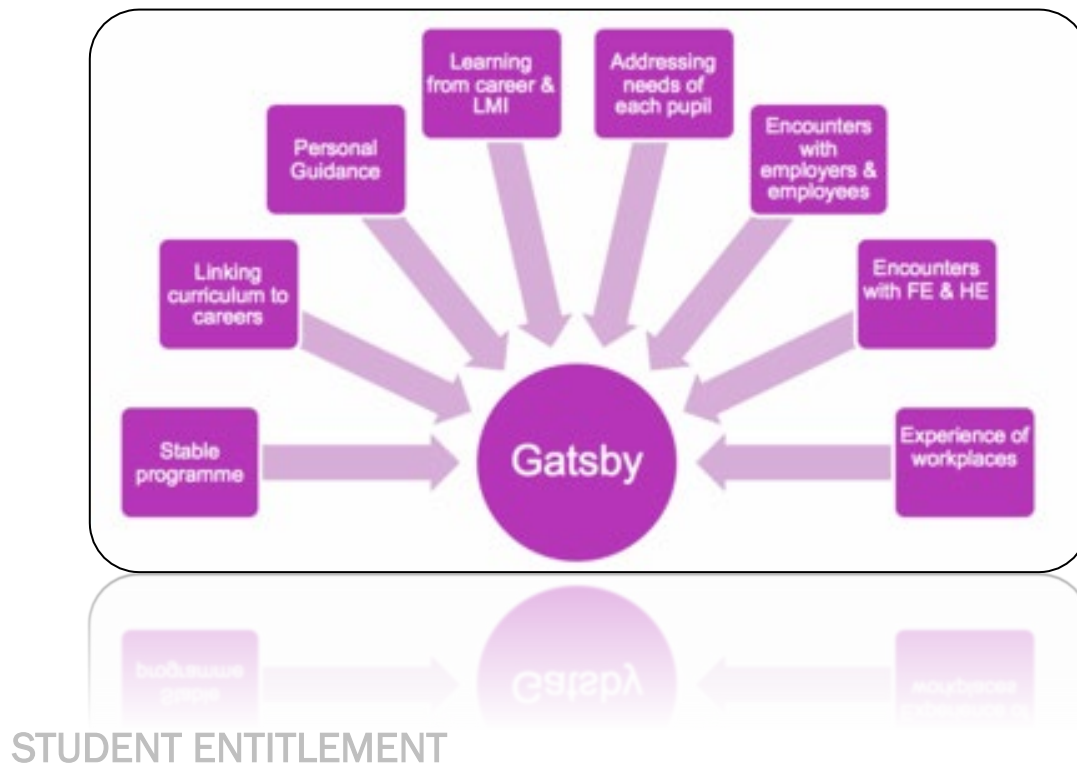 Learning
from career &
LMI
Addressing
needs of
each pupil
Personal
Guidance
Encounters
with
employers &
employees
Linking
curriculum to
careers
Encounters
with FE & HE
Stable
programme
Gatsby
Experience of
workplaces
STUDENT ENTITLEMENT